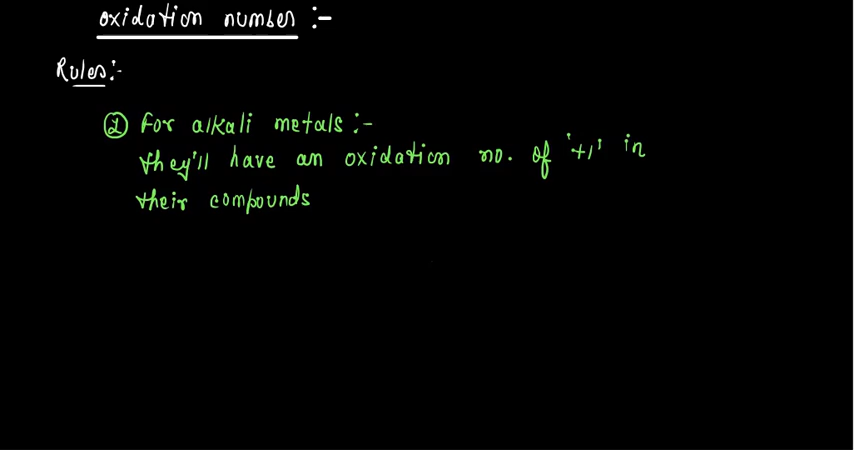 oxidation number :-
Rules:-
② For alkali metals :-
they'll have an oxidation no. of '+1' in
their compounds